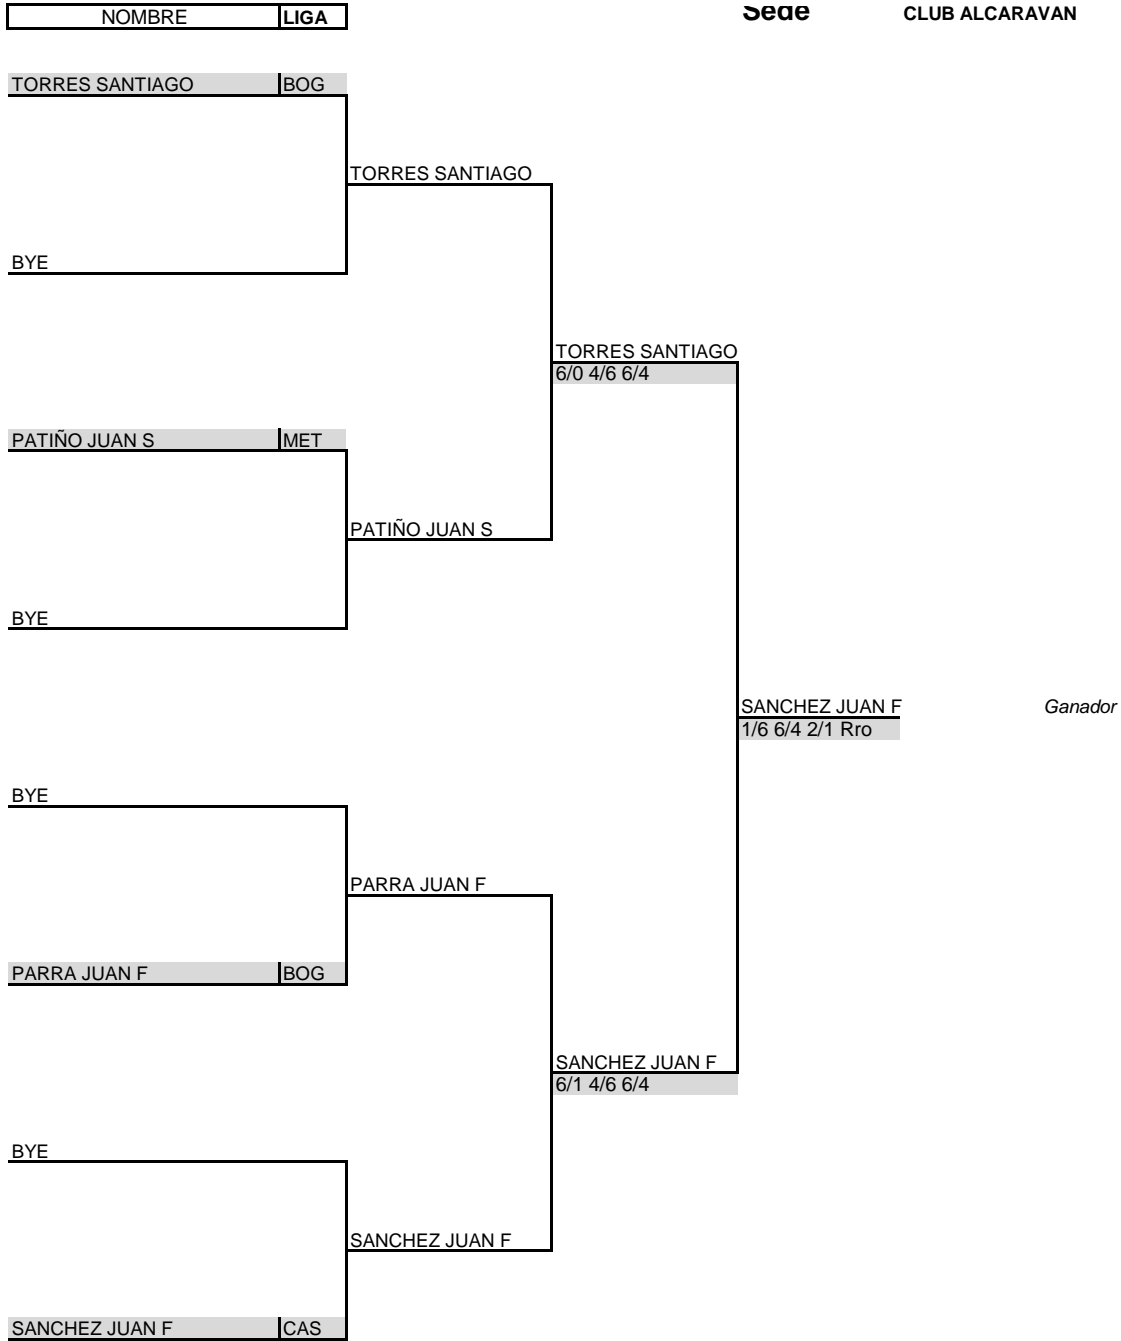 NOMBRE LIGA Sede CLUB ALCARAVAN
TORRES SANTIAGO BOG
TORRES SANTIAGO
BYE
TORRES SANTIAGO
6/0 4/6 6/4
PATIÑO JUAN S MET
PATIÑO JUAN S
BYE
SANCHEZ JUAN F Ganador
1/6 6/4 2/1 Rro
BYE
PARRA JUAN F
PARRA JUAN F BOG
SANCHEZ JUAN F
6/1 4/6 6/4
BYE
SANCHEZ JUAN F
SANCHEZ JUAN F CAS